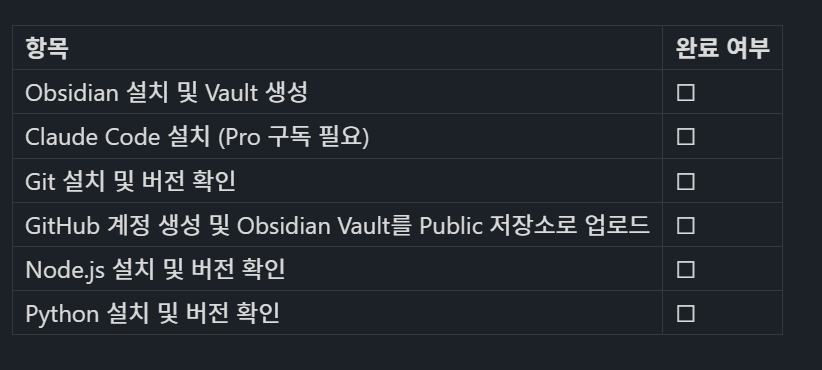 항목 완료 여부
Obsidian 설치 및 Vault 생성 ☐
Claude Code 설치 (Pro 구독 필요) ☐
Git 설치 및 버전 확인 ☐
GitHub 계정 생성 및 Obsidian Vault를 Public 저장소로 업로드 ☐
Node.js 설치 및 버전 확인 ☐
Python 설치 및 버전 확인 ☐